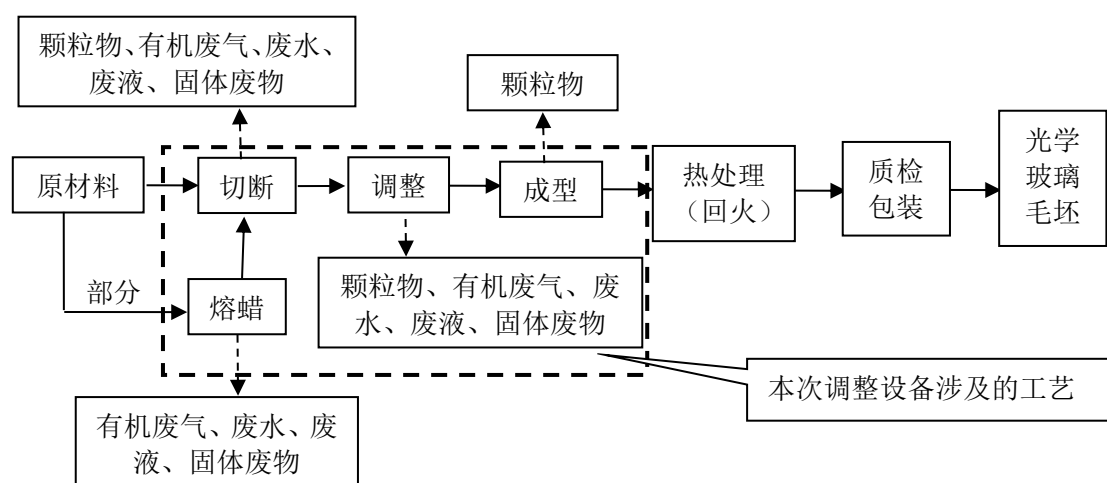 颗粒物、有机废气、废水、
废液、固体废物
颗粒物
原材料
切断
调整
成型
热处理
（回火）
质检
包装
光学
玻璃
毛坯
部分
熔蜡
颗粒物、有机废气、废
水、废液、固体废物
本次调整设备涉及的工艺
有机废气、废水、废
液、固体废物